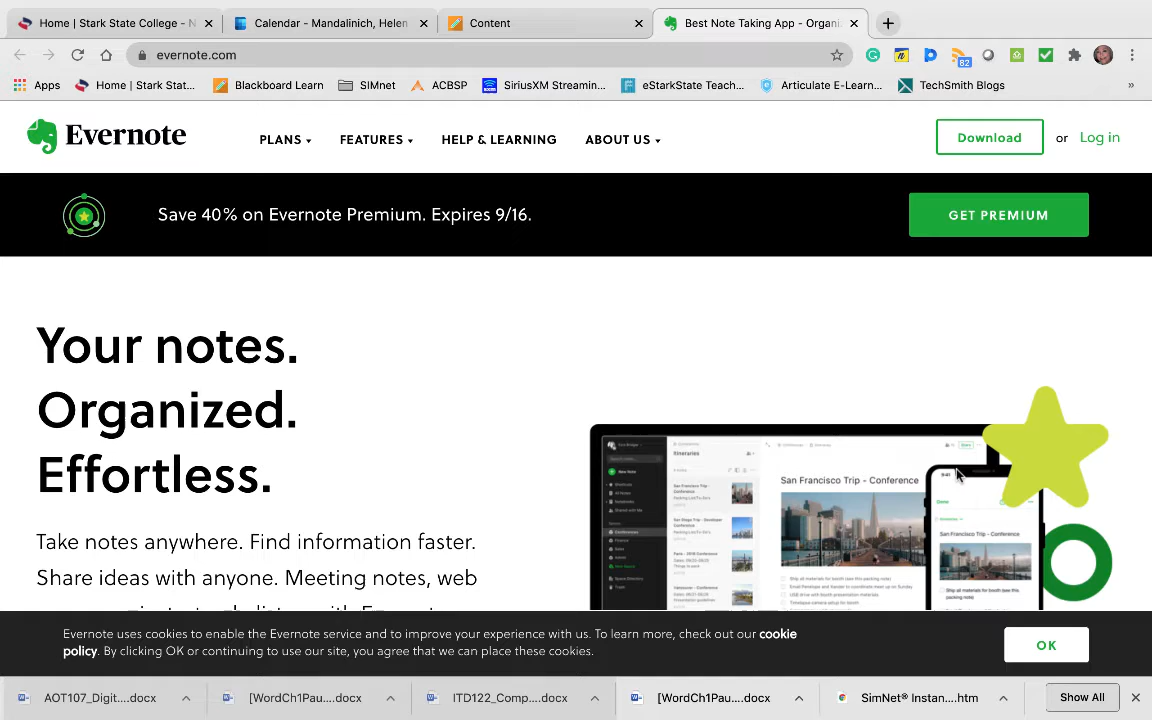 Home | Stark State College - N
Calendar - Mandalinich, Helen
Content
Best Note Taking App - Organi
evernote.com
82
Apps
Home | Stark Stat...
Blackboard Learn
SIMnet
ACBSP
SiriusXM Streamin...
eStarkState Teach...
Articulate E-Learn...
TechSmith Blogs
»
Evernote
PLANS
FEATURES
HELP & LEARNING
ABOUT US
Download
or
Log in
Save 40% on Evernote Premium. Expires 9/16.
GET PREMIUM
Your notes.
Organized.
Effortless.
Take notes anywhere. Find information faster.
Share ideas with anyone. Meeting notes, web
San Francisco Trip - Conference
San Francisco Trip - Conference
Evernote uses cookies to enable the Evernote service and to improve your experience with us. To learn more, check out our cookie
policy. By clicking OK or continuing to use our site, you agree that we can place these cookies.
OK
AOT107_Digit....docx
[WordCh1Pau....docx
ITD122_Comp....docx
[WordCh1Pau....docx
SimNet® Instan....htm
Show All